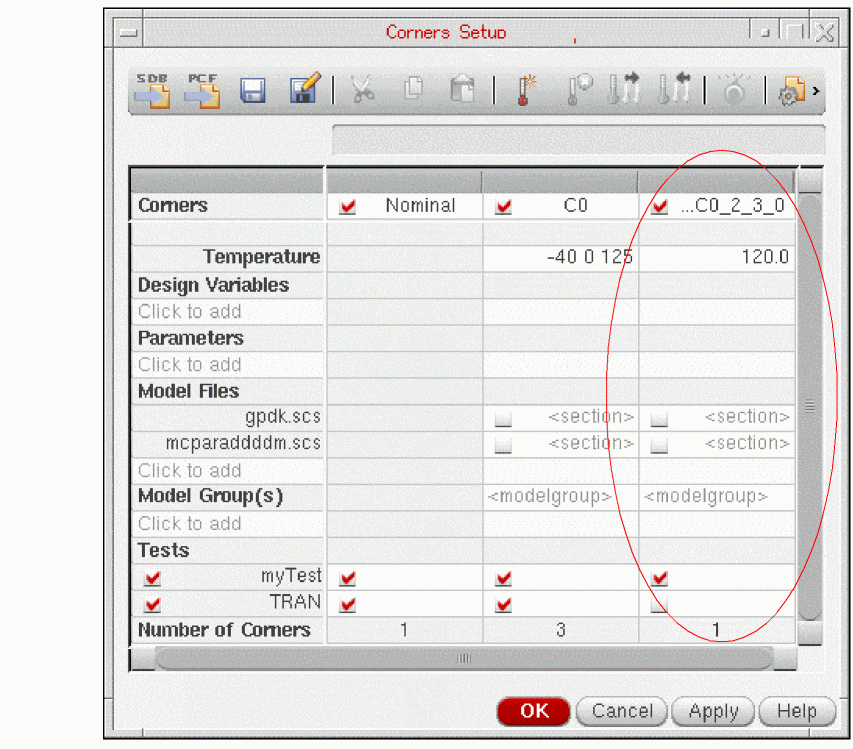 Corners Setup
SDB PCF
Corners Nominal C0 ...C0_2_3_0
Temperature -40 0 125 120.0
Design Variables
Click to add
Parameters
Click to add
Model Files
gpdk.scs <section> <section>
mcparaddddm.scs <section> <section>
Click to add
Model Group(s) <modelgroup> <modelgroup>
Click to add
Tests
myTest
TRAN
Number of Corners 1 3 1
OK Cancel Apply Help